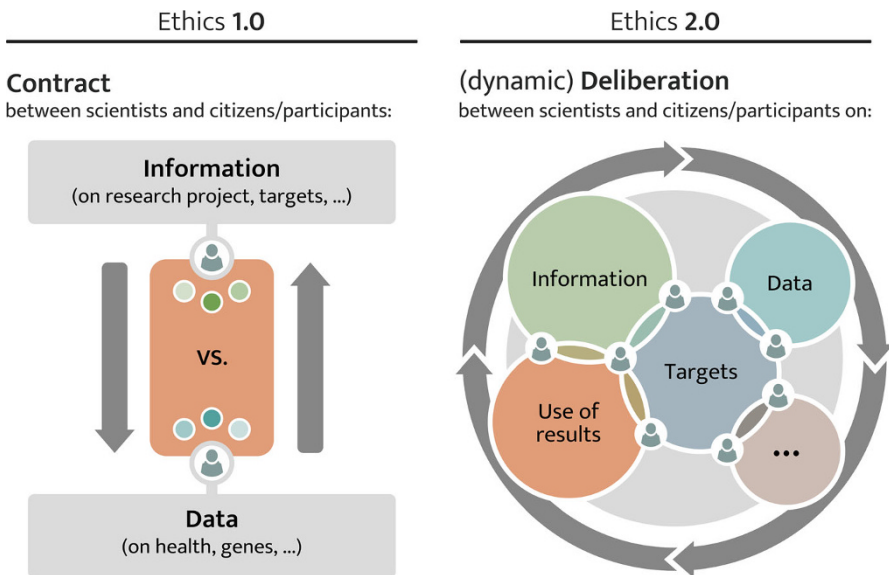 Ethics 1.0
Contract
between scientists and citizens/participants:
Information
(on research project, targets, ...)
vs.
Data
(on health, genes, ...)
Ethics 2.0
(dynamic) Deliberation
between scientists and citizens/participants on:
Information
Data
Targets
Use of
results
...